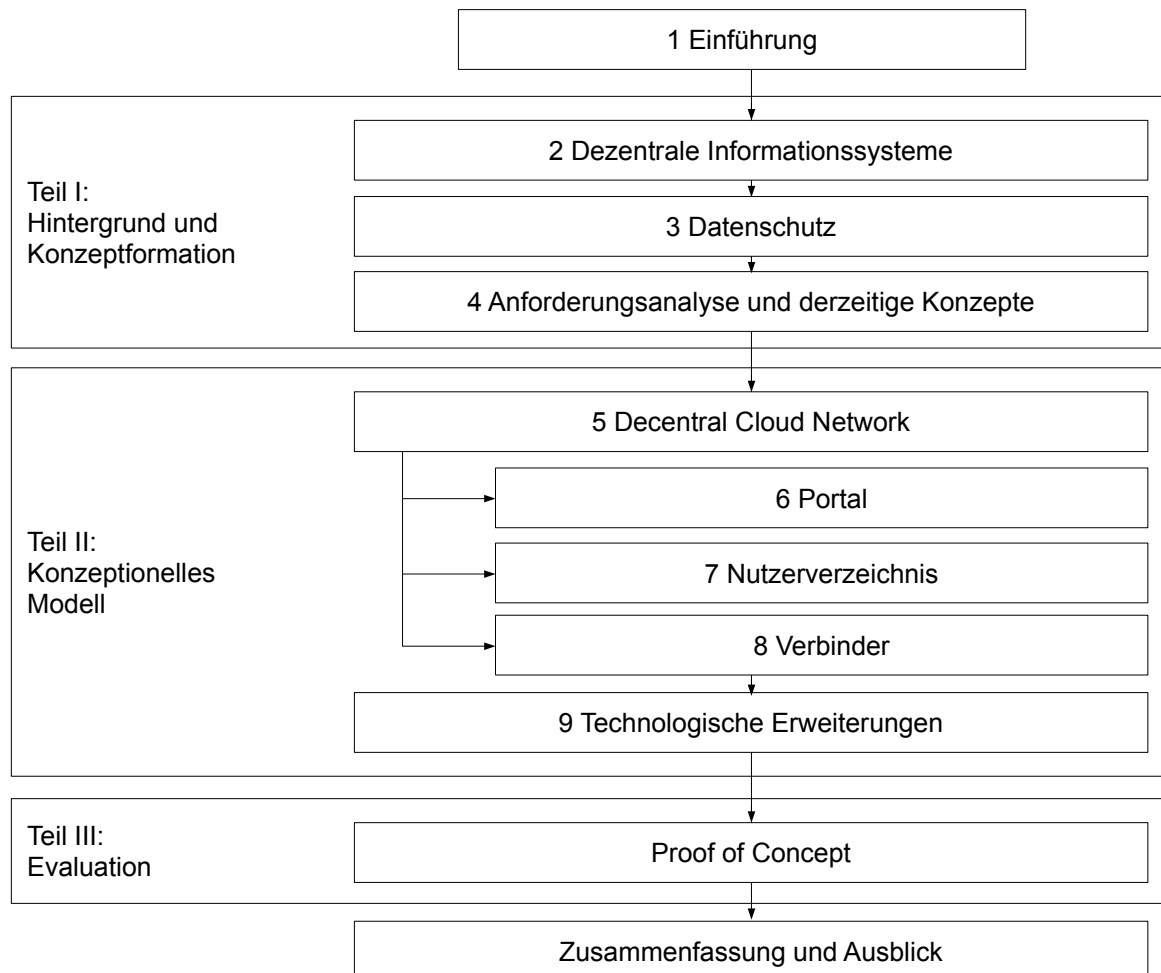 1 Einführung
Teil I:
Hintergrund und
Konzeptformation
2 Dezentrale Informationssysteme
3 Datenschutz
4 Anforderungsanalyse und derzeitige Konzepte
Teil II:
Konzeptionelles
Modell
5 Decentral Cloud Network
6 Portal
7 Nutzerverzeichnis
8 Verbinder
9 Technologische Erweiterungen
Teil III:
Evaluation
Proof of Concept
Zusammenfassung und Ausblick